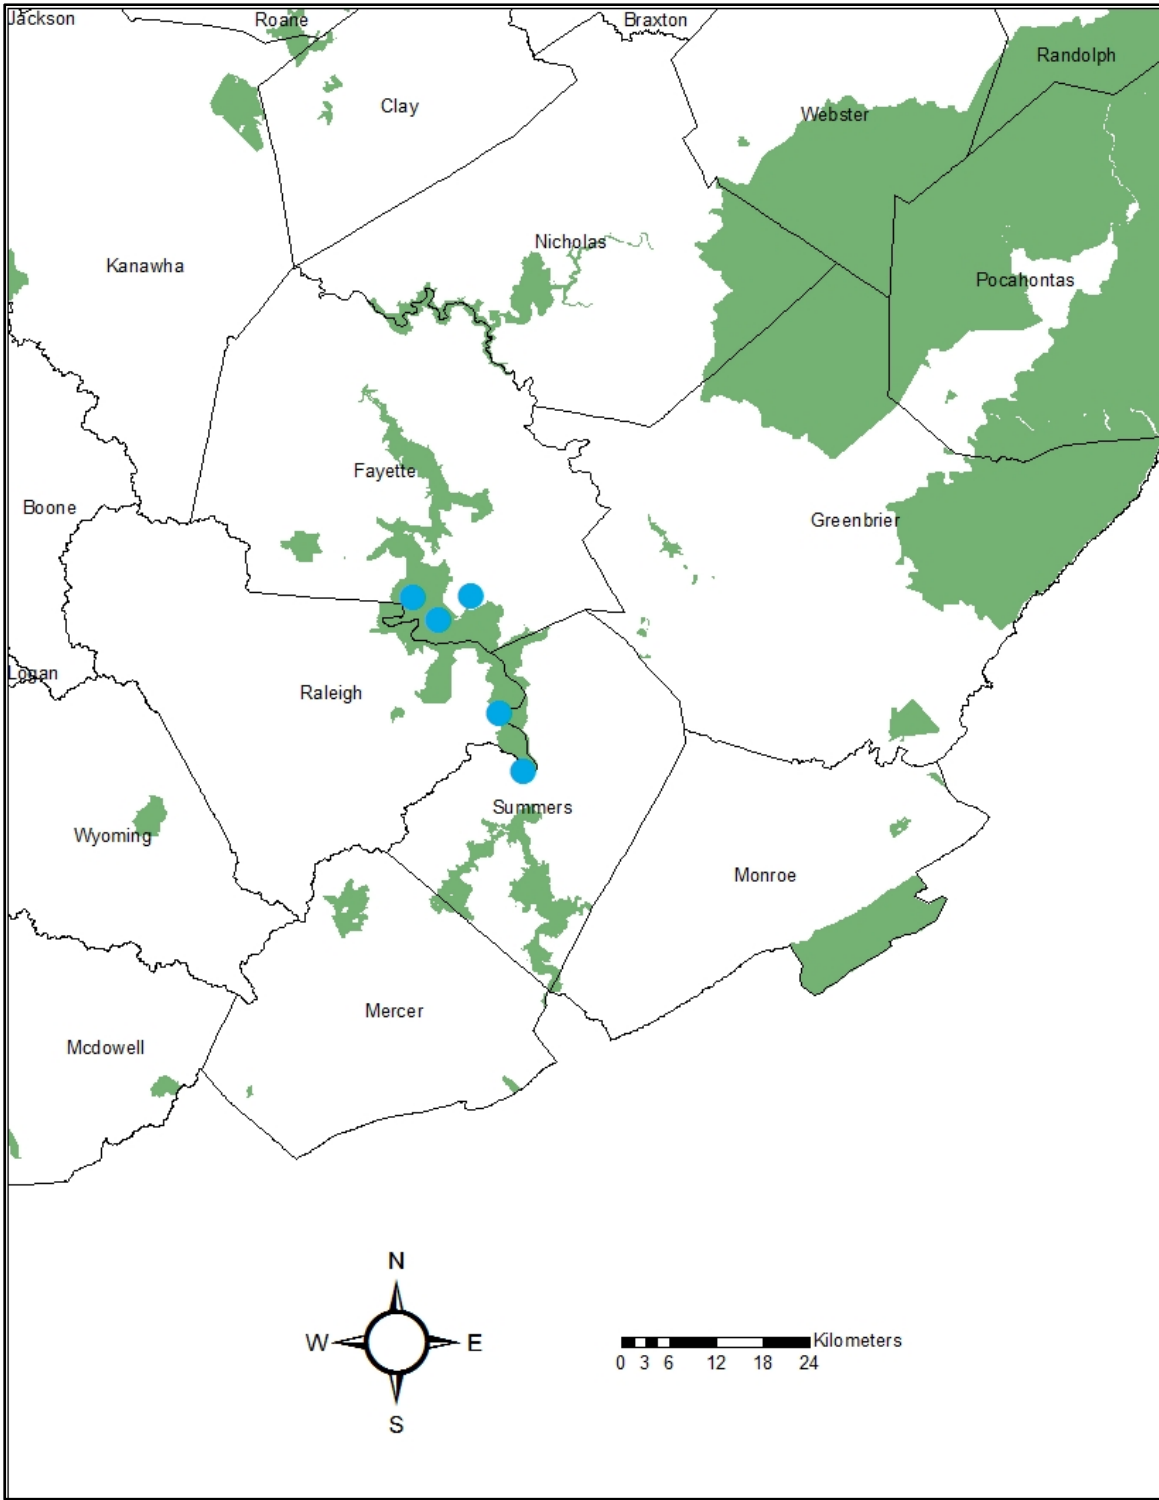 Jackson
Roane
Braxton
Randolph
Clay
Webster
Nicholas
Kanawha
Pocahontas
Fayette
Boone
Greenbrier
Logan
Raleigh
Summers
Wyoming
Monroe
Mercer
Mcdowell
N
W E
S
Kilometers
0 3 6 12 18 24